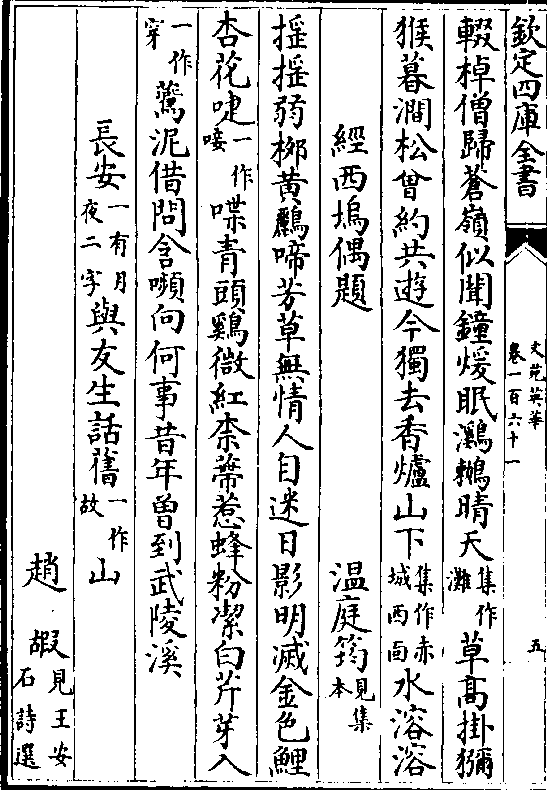 欽定四庫全書
文苑英華
卷一百六十一
五
輟棹僧歸蒼嶺似聞鐘煖眠鸂鶒晴天集作灘草高掛獼
猴暮澗松曾約共遊今獨去香爐山下集作赤城西面水溶溶
經西塢偶題 温庭筠見集本
揺揺弱栁黄鸝啼芳草無情人自迷日影明滅金色鯉
杏花啑一作唼喋青頭鷄微紅柰蔕惹蜂粉潔白芹芽入
一作穿鷰泥借問含嚬向何事昔年曽到武陵溪
長安一有月夜二字與友生話舊一作故山
趙嘏見王安石詩選